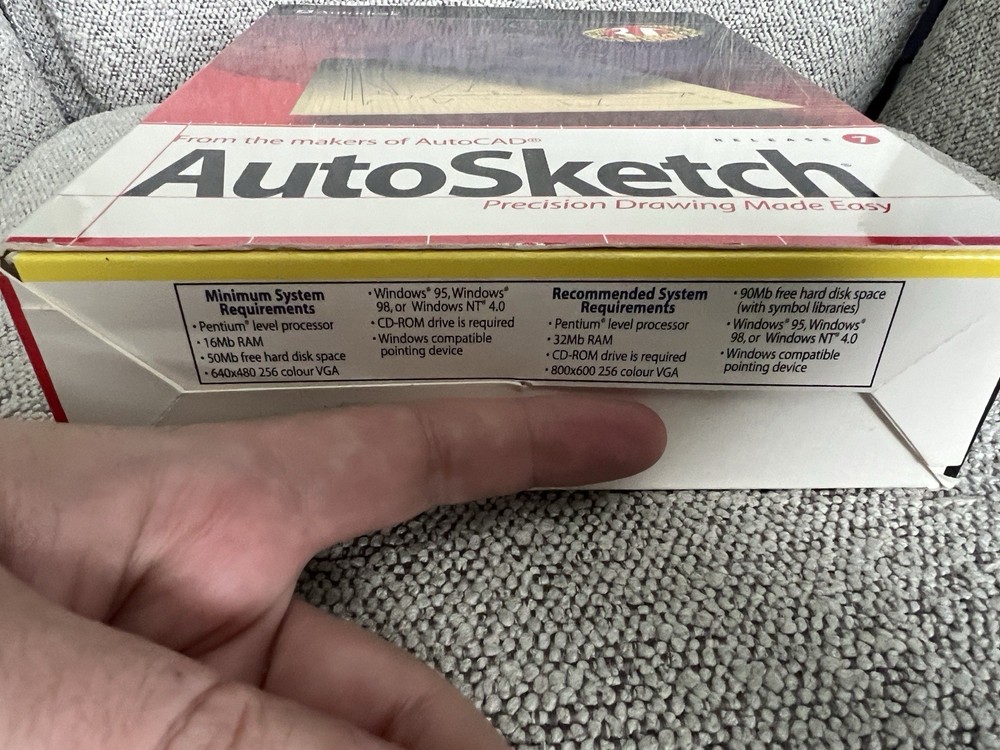 From the makers of AutoCAD®
RELEASE 7
AutoSketch®
Precision Drawing Made Easy
Minimum System
Requirements
• Pentium® level processor
• 16Mb RAM
• 50Mb free hard disk space
• 640x480 256 colour VGA
• Windows® 95, Windows®
98, or Windows NT® 4.0
• CD-ROM drive is required
• Windows compatible
pointing device
Recommended System
Requirements
• Pentium® level processor
• 32Mb RAM
• CD-ROM drive is required
• 800x600 256 colour VGA
• 90Mb free hard disk space
(with symbol libraries)
• Windows® 95, Windows®
98, or Windows NT® 4.0
• Windows compatible
pointing device